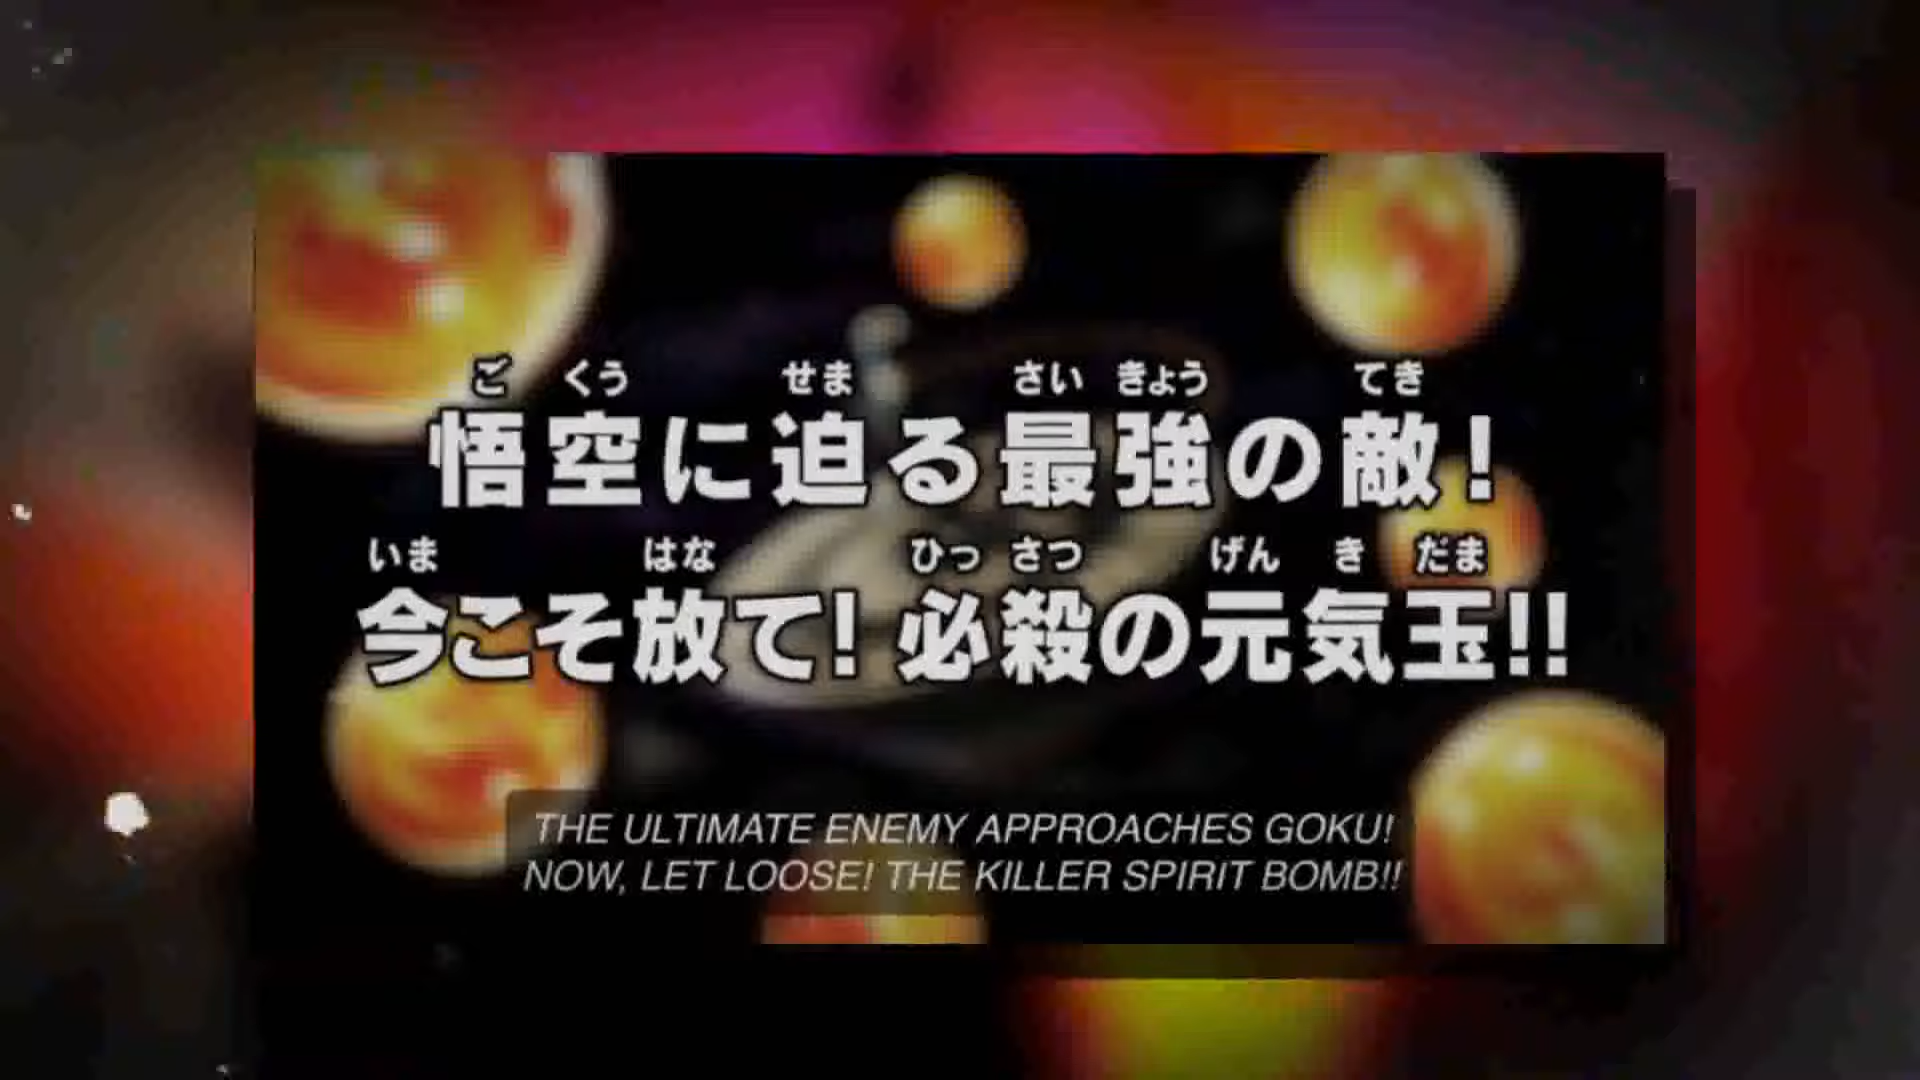 ご くう せま さい きょう てき
悟空に迫る最強の敵!
いま はな ひっ さつ げん き だま
今こそ放て! 必殺の元気玉!!
THE ULTIMATE ENEMY APPROACHES GOKU!
NOW, LET LOOSE! THE KILLER SPIRIT BOMB!!